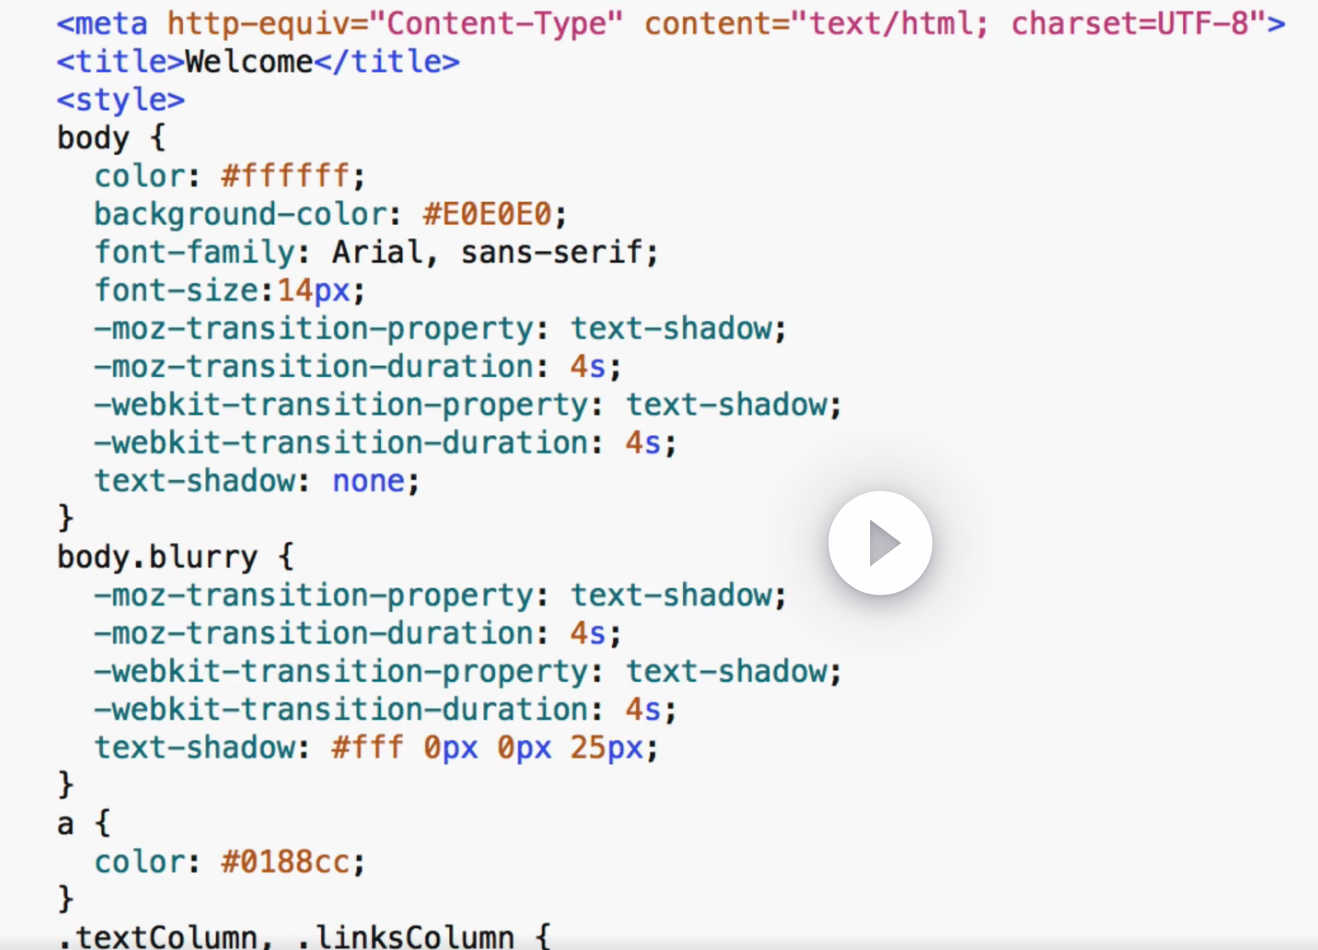 <meta http-equiv="Content-Type" content="text/html; charset=UTF-8">
<title>Welcome</title>
<style>
body {
  color: #ffffff;
  background-color: #E0E0E0;
  font-family: Arial, sans-serif;
  font-size:14px;
  -moz-transition-property: text-shadow;
  -moz-transition-duration: 4s;
  -webkit-transition-property: text-shadow;
  -webkit-transition-duration: 4s;
  text-shadow: none;
}
body.blurry {
  -moz-transition-property: text-shadow;
  -moz-transition-duration: 4s;
  -webkit-transition-property: text-shadow;
  -webkit-transition-duration: 4s;
  text-shadow: #fff 0px 0px 25px;
}
a {
  color: #0188cc;
}
.textColumn, .linksColumn {